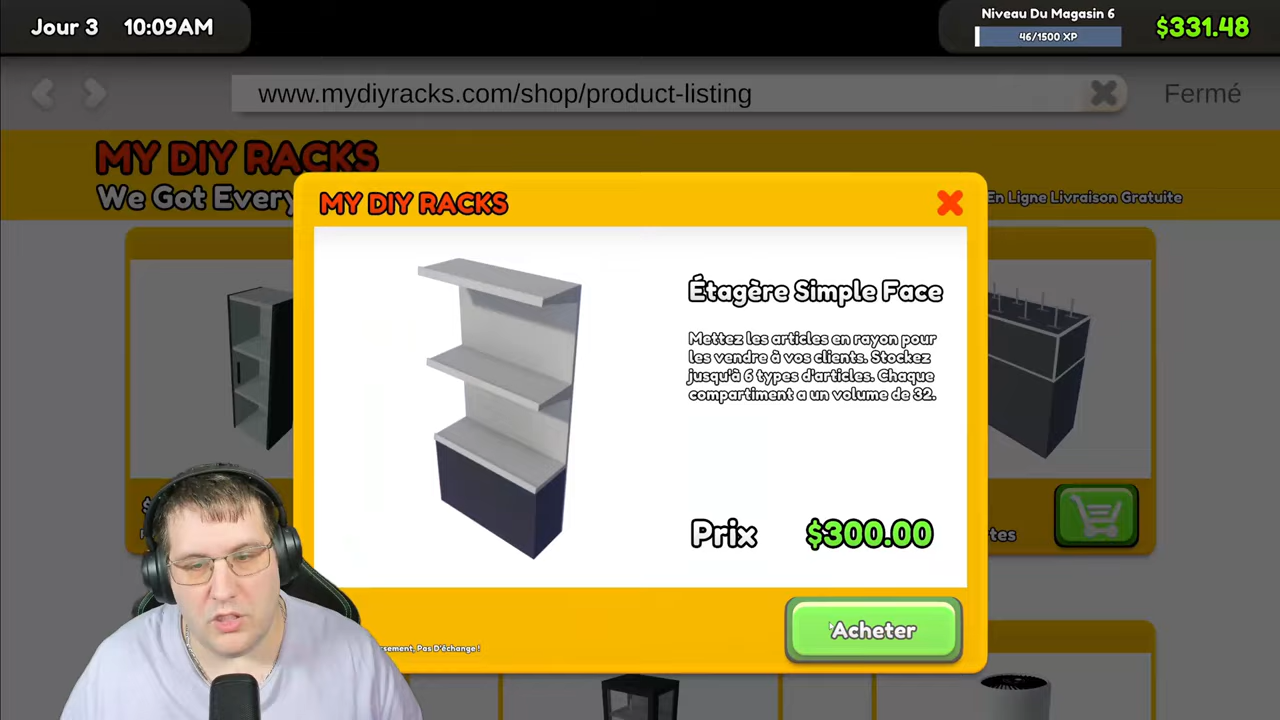 Jour 3 10:09AM
Niveau Du Magasin 6
46/1500 XP
$331.48
www.mydiyracks.com/shop/product-listing
Fermé
MY DIY RACKS
We Got Every
En Ligne Livraison Gratuite
MY DIY RACKS
Étagère Simple Face
Mettez les articles en rayon pour
les vendre à vos clients. Stockez
jusqu'à 6 types d'articles. Chaque
compartiment a un volume de 32.
Prix $300.00
Acheter
Pas D'échange !